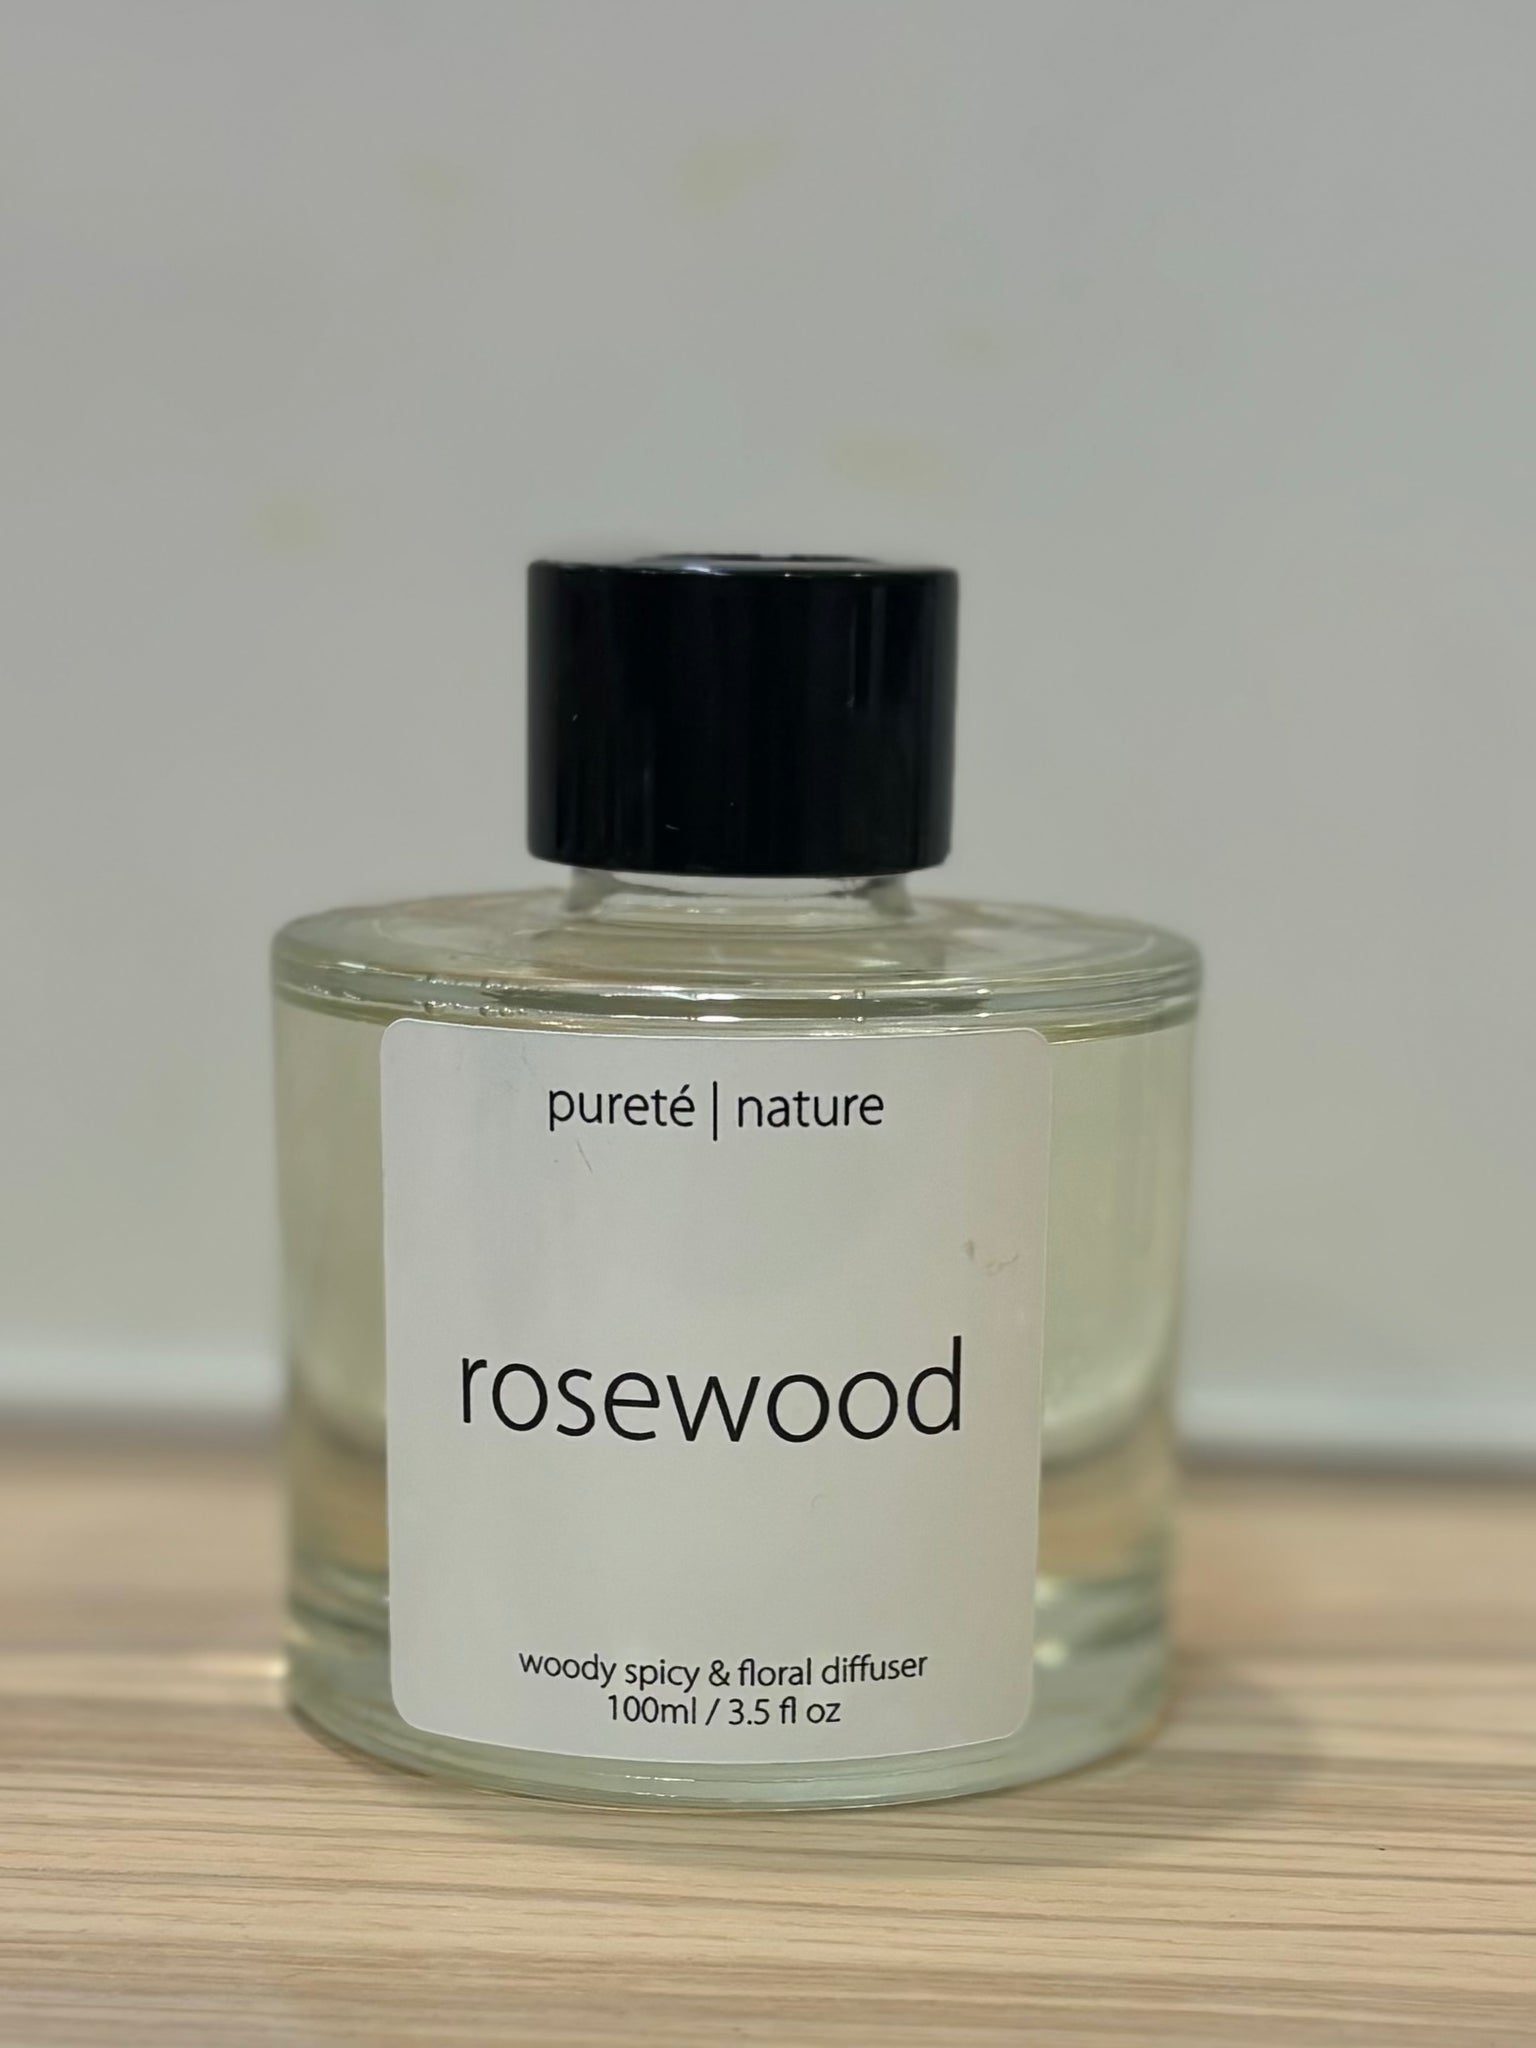 pureté | nature
rosewood
woody spicy & floral diffuser
100ml / 3.5 fl oz